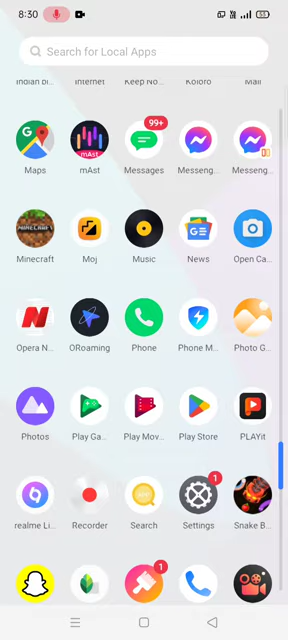 8:30
53
Search for Local Apps
Indian bi... Internet Keep No... Koloro Mail
99+
Maps mAst Messages Messeng... Messeng...
MINECRAFT
Minecraft Moj Music News Open Ca...
Opera N... ORoaming Phone Phone M... Photo G...
Photos Play Ga... Play Mov... Play Store PLAYit
1
realme Li... Recorder Search Settings Snake B...
1